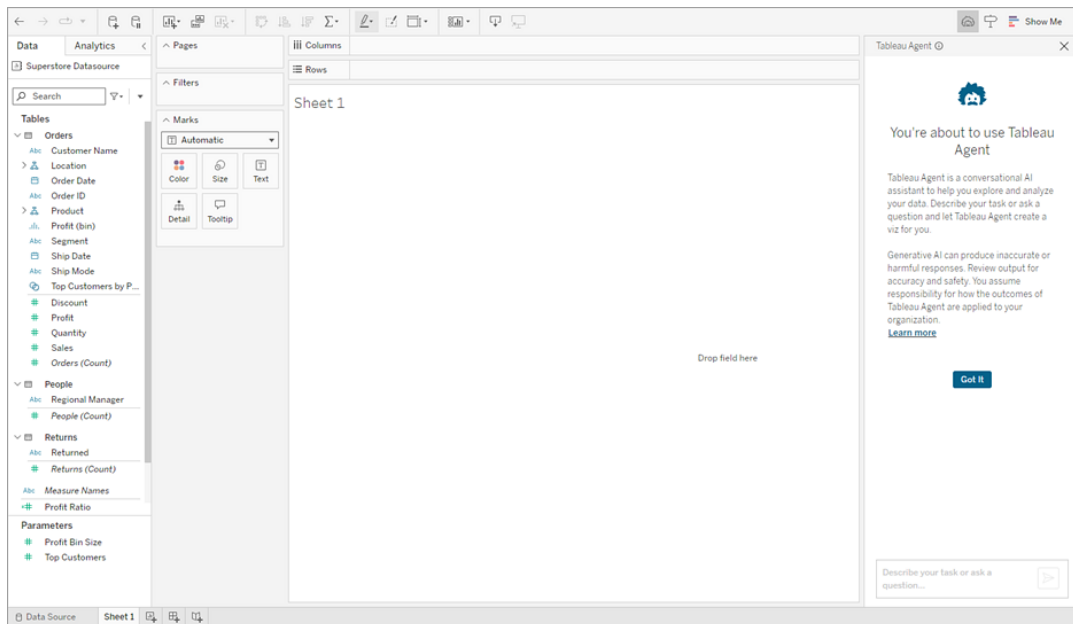 Show Me
Data
Analytics
Superstore Datasource
Search
Tables
Orders
Abc Customer Name
Location
Order Date
Abc Order ID
Product
Profit (bin)
Abc Segment
Ship Date
Abc Ship Mode
Top Customers by P...
# Discount
# Profit
# Quantity
# Sales
# Orders (Count)
People
Abc Regional Manager
# People (Count)
Returns
Abc Returned
# Returns (Count)
Abc Measure Names
=# Profit Ratio
Parameters
# Profit Bin Size
# Top Customers
Pages
Filters
Marks
T Automatic
Color
Size
T
Text
Detail
Tooltip
Columns
Rows
Sheet 1
Drop field here
Tableau Agent
You're about to use Tableau
Agent
Tableau Agent is a conversational AI
assistant to help you explore and analyze
your data. Describe your task or ask a
question and let Tableau Agent create a
viz for you.
Generative AI can produce inaccurate or
harmful responses. Review output for
accuracy and safety. You assume
responsibility for how the outcomes of
Tableau Agent are applied to your
organization.
Learn more
Got It
Describe your task or ask a
question...
Data Source
Sheet 1